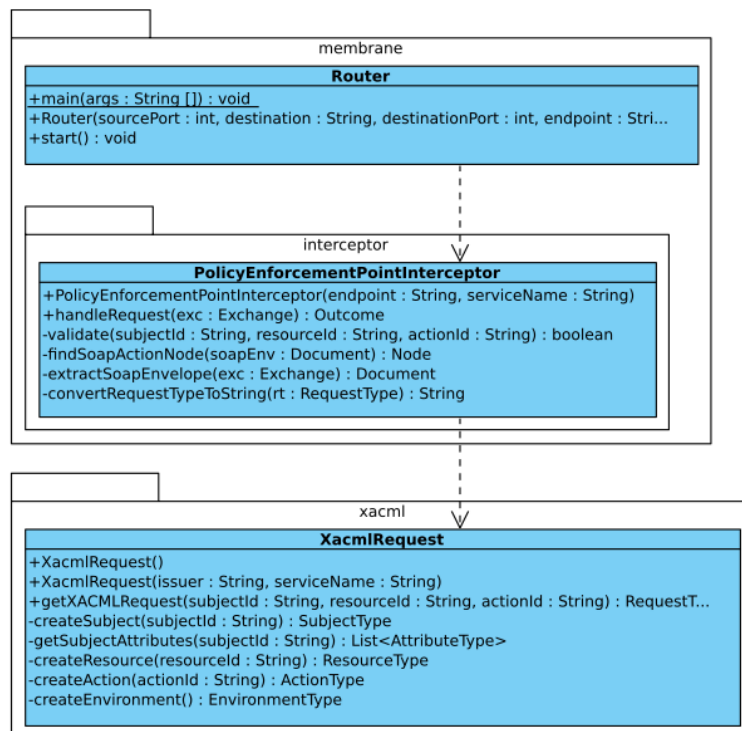 membrane
Router
+main(args : String []) : void
+Router(sourcePort : int, destination : String, destinationPort : int, endpoint : Stri...
+start() : void
interceptor
PolicyEnforcementPointInterceptor
+PolicyEnforcementPointInterceptor(endpoint : String, serviceName : String)
+handleRequest(exc : Exchange) : Outcome
-validate(subjectId : String, resourceId : String, actionId : String) : boolean
-findSoapActionNode(soapEnv : Document) : Node
-extractSoapEnvelope(exc : Exchange) : Document
-convertRequestTypeToString(rt : RequestType) : String
xacml
XacmlRequest
+XacmlRequest()
+XacmlRequest(issuer : String, serviceName : String)
+getXACMLRequest(subjectId : String, resourceId : String, actionId : String) : RequestT...
-createSubject(subjectId : String) : SubjectType
-getSubjectAttributes(subjectId : String) : List<AttributeType>
-createResource(resourceId : String) : ResourceType
-createAction(actionId : String) : ActionType
-createEnvironment() : EnvironmentType